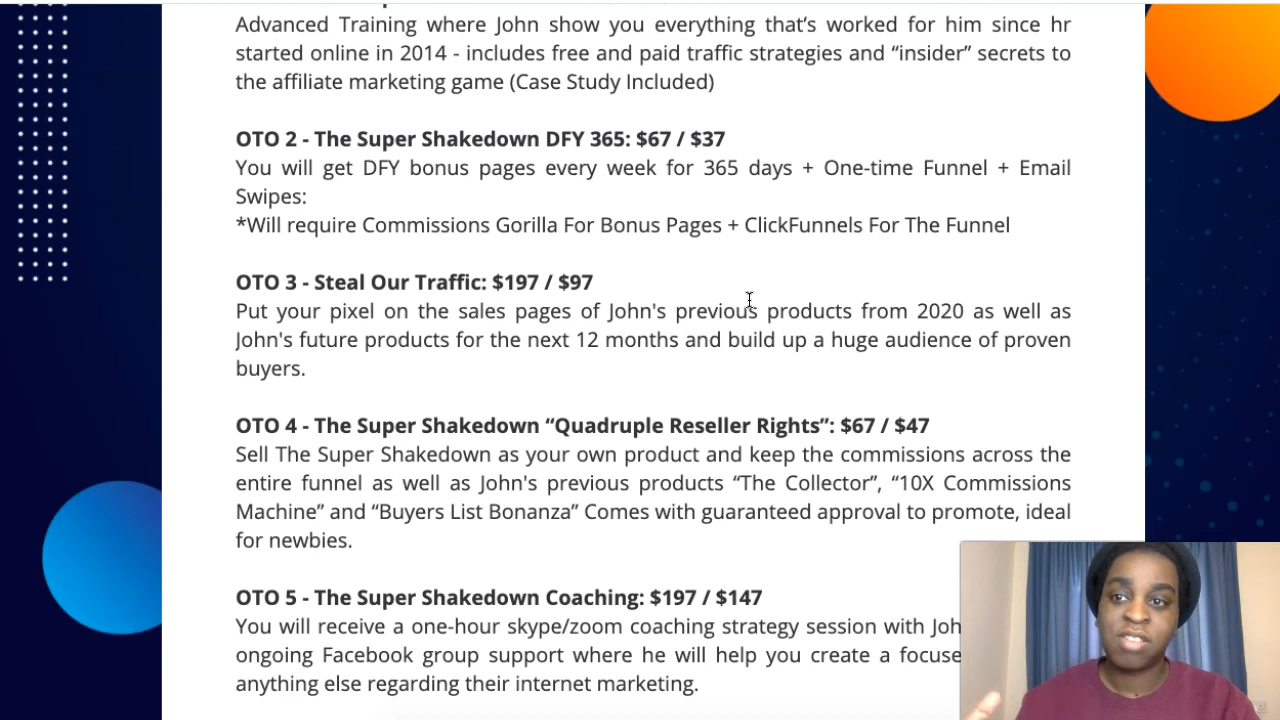 Advanced Training where John show you everything that’s worked for him since hr
started online in 2014 - includes free and paid traffic strategies and “insider” secrets to
the affiliate marketing game (Case Study Included)
OTO 2 - The Super Shakedown DFY 365: $67 / $37
You will get DFY bonus pages every week for 365 days + One-time Funnel + Email
Swipes:
*Will require Commissions Gorilla For Bonus Pages + ClickFunnels For The Funnel
OTO 3 - Steal Our Traffic: $197 / $97
Put your pixel on the sales pages of John's previous products from 2020 as well as
John's future products for the next 12 months and build up a huge audience of proven
buyers.
OTO 4 - The Super Shakedown “Quadruple Reseller Rights”: $67 / $47
Sell The Super Shakedown as your own product and keep the commissions across the
entire funnel as well as John's previous products “The Collector”, “10X Commissions
Machine” and “Buyers List Bonanza” Comes with guaranteed approval to promote, ideal
for newbies.
OTO 5 - The Super Shakedown Coaching: $197 / $147
You will receive a one-hour skype/zoom coaching strategy session with Joh
ongoing Facebook group support where he will help you create a focuse
anything else regarding their internet marketing.